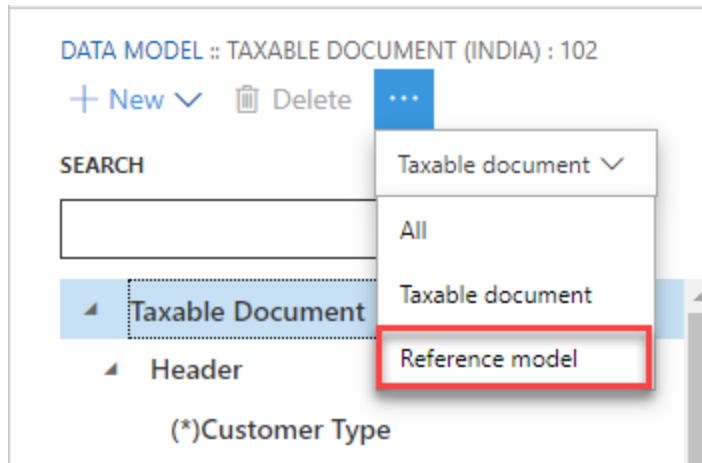 DATA MODEL :: TAXABLE DOCUMENT (INDIA) : 102
+ New Delete ...
SEARCH Taxable document
All
Taxable document
Taxable Document
Reference model
Header
(*)Customer Type